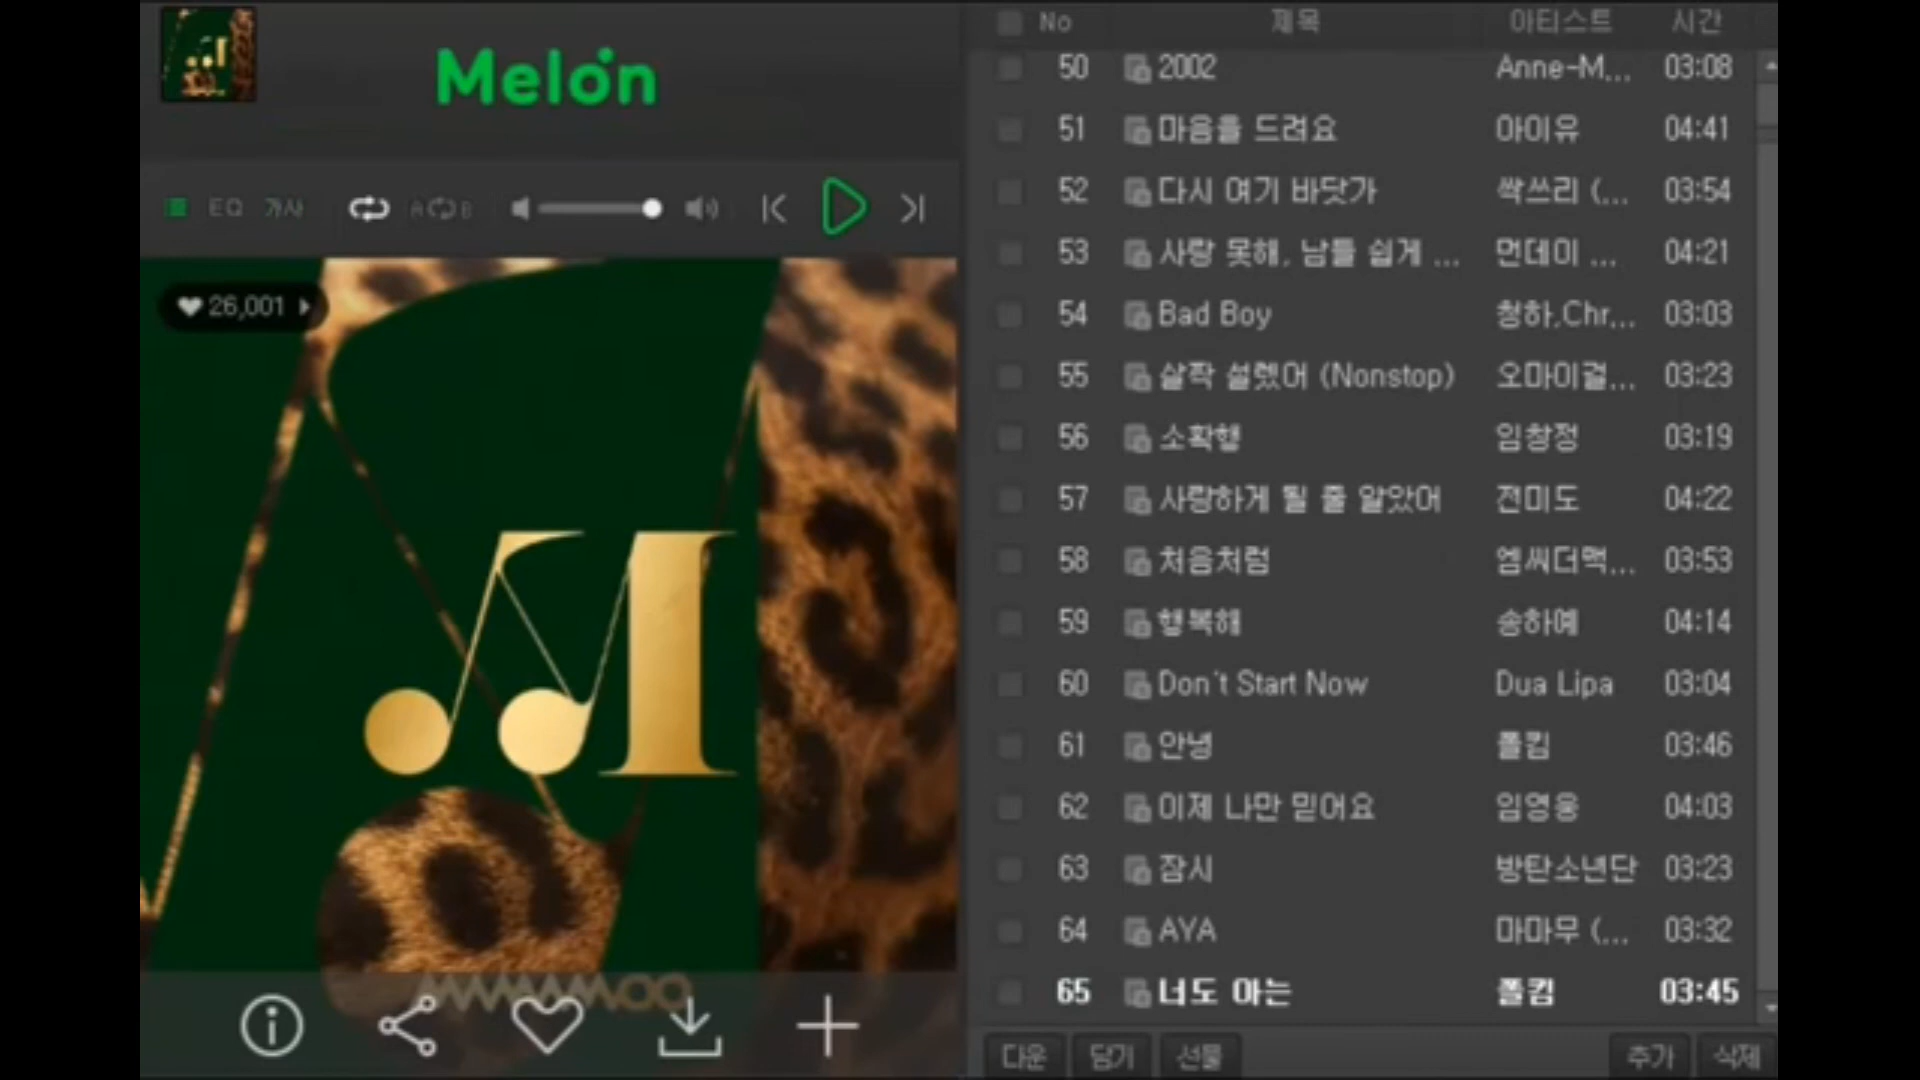 Melon
EQ 가사 A B
26,001
MAMAMOO
No 제목 아티스트 시간
50 2002 Anne-M... 03:08
51 마음을 드려요 아이유 04:41
52 다시 여기 바닷가 싹쓰리 (... 03:54
53 사랑 못해, 남들 쉽게 ... 먼데이 ... 04:21
54 Bad Boy 청하,Chr... 03:03
55 살짝 설렜어 (Nonstop) 오마이걸... 03:23
56 소확행 임창정 03:19
57 사랑하게 될 줄 알았어 전미도 04:22
58 처음처럼 엠씨더맥... 03:53
59 행복해 송하예 04:14
60 Don't Start Now Dua Lipa 03:04
61 안녕 폴킴 03:46
62 이제 나만 믿어요 임영웅 04:03
63 잠시 방탄소년단 03:23
64 AYA 마마무 (... 03:32
65 너도 아는 폴킴 03:45
다운 담기 선물 추가 삭제